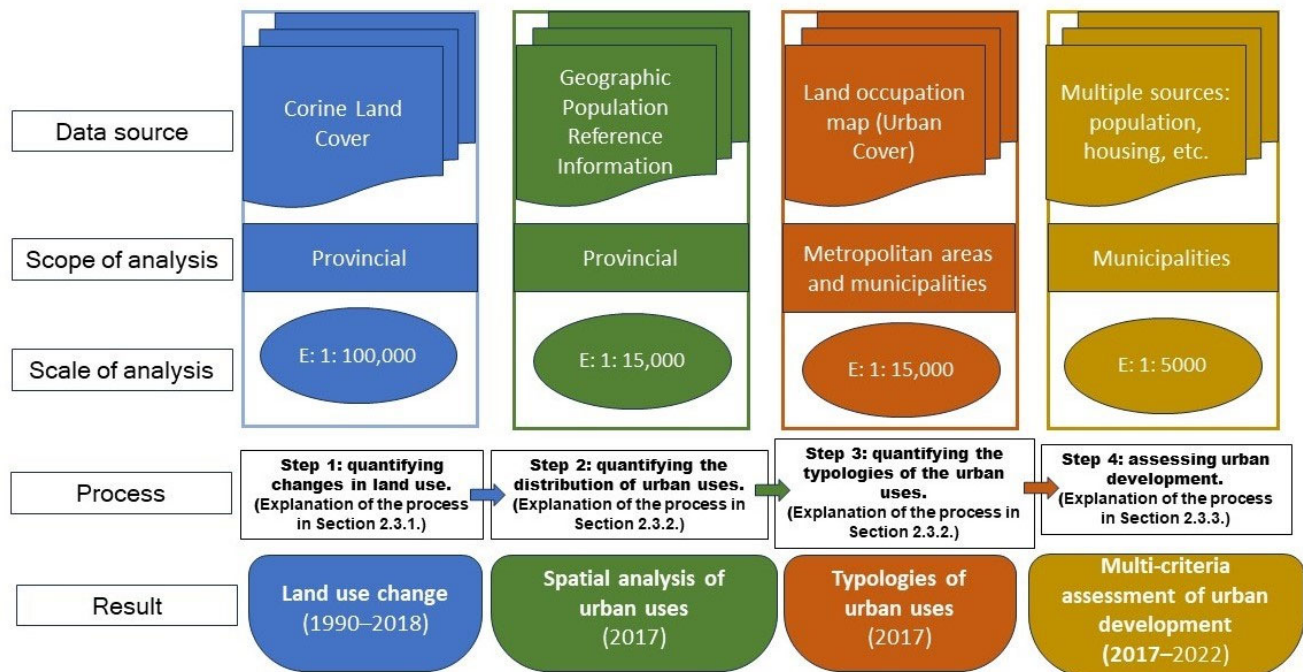 Data source
Corine Land
Cover
Geographic
Population
Reference
Information
Land occupation
map (Urban
Cover)
Multiple sources:
population,
housing, etc.
Scope of analysis
Provincial
Provincial
Metropolitan areas
and municipalities
Municipalities
Scale of analysis
E: 1: 100,000
E: 1: 15,000
E: 1: 15,000
E: 1: 5000
Process
Step 1: quantifying
changes in land use.
(Explanation of the process
in Section 2.3.1.)
Step 2: quantifying the
distribution of urban uses.
(Explanation of the process in
Section 2.3.2.)
Step 3: quantifying the
typologies of the urban
uses.
(Explanation of the process in
Section 2.3.2.)
Step 4: assessing urban
development.
(Explanation of the process
in Section 2.3.3.)
Result
Land use change
(1990–2018)
Spatial analysis of
urban uses
(2017)
Typologies of
urban uses
(2017)
Multi-criteria
assessment of urban
development
(2017–2022)